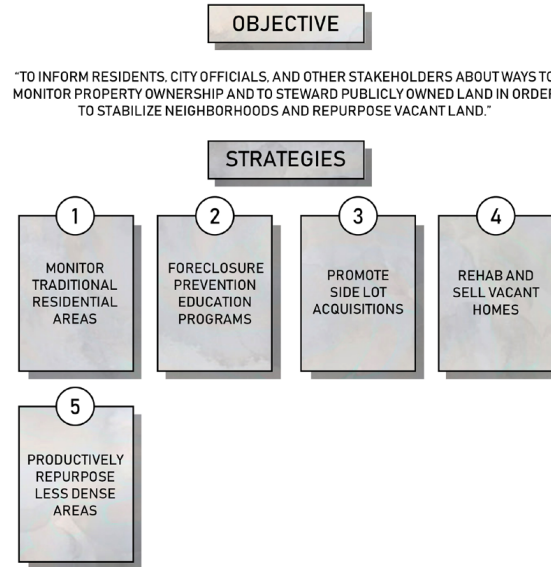 OBJECTIVE
“TO INFORM RESIDENTS, CITY OFFICIALS, AND OTHER STAKEHOLDERS ABOUT WAYS TO
MONITOR PROPERTY OWNERSHIP AND TO STEWARD PUBLICLY OWNED LAND IN ORDER
TO STABILIZE NEIGHBORHOODS AND REPURPOSE VACANT LAND.”
STRATEGIES
1
MONITOR
TRADITIONAL
RESIDENTIAL
AREAS
2
FORECLOSURE
PREVENTION
EDUCATION
PROGRAMS
3
PROMOTE
SIDE LOT
ACQUISITIONS
4
REHAB AND
SELL VACANT
HOMES
5
PRODUCTIVELY
REPURPOSE
LESS DENSE
AREAS